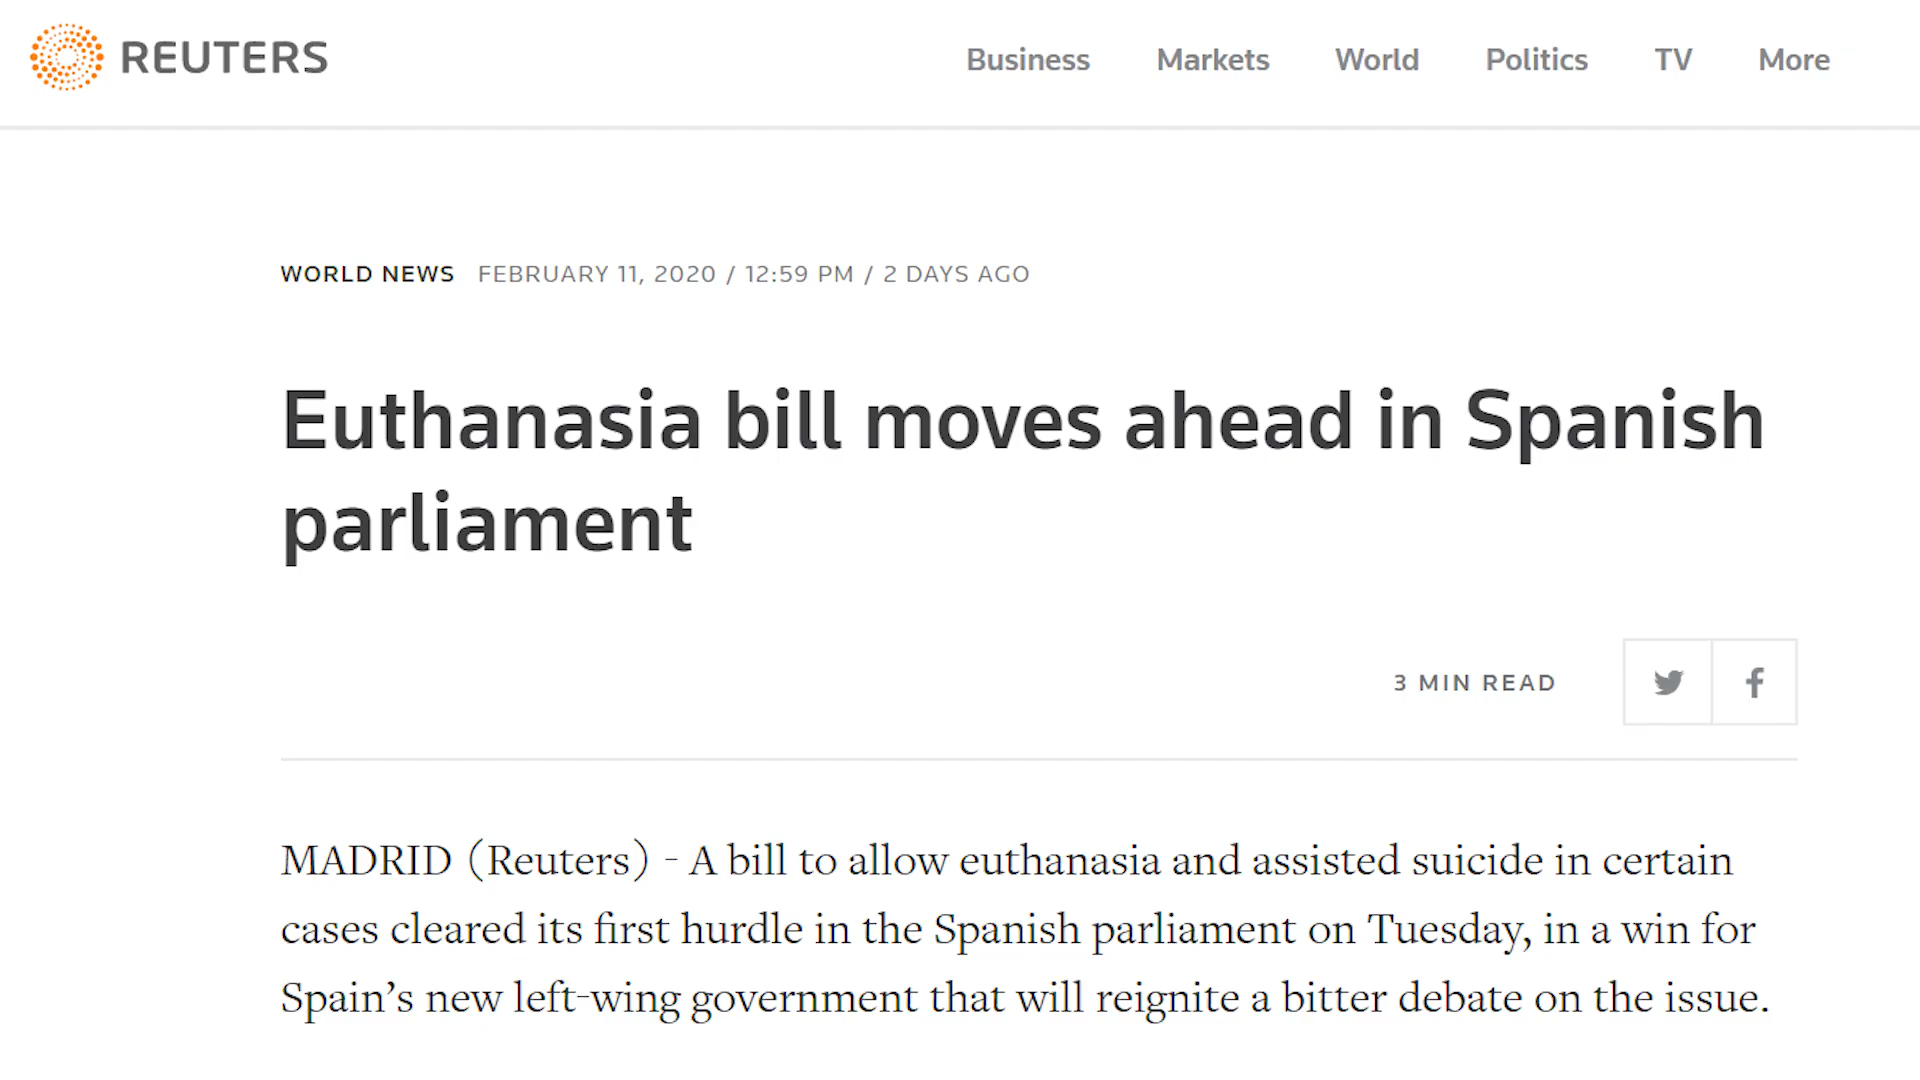 REUTERS
Business Markets World Politics TV More
WORLD NEWS FEBRUARY 11, 2020 / 12:59 PM / 2 DAYS AGO
Euthanasia bill moves ahead in Spanish
parliament
3 MIN READ
MADRID (Reuters) - A bill to allow euthanasia and assisted suicide in certain
cases cleared its first hurdle in the Spanish parliament on Tuesday, in a win for
Spain’s new left-wing government that will reignite a bitter debate on the issue.